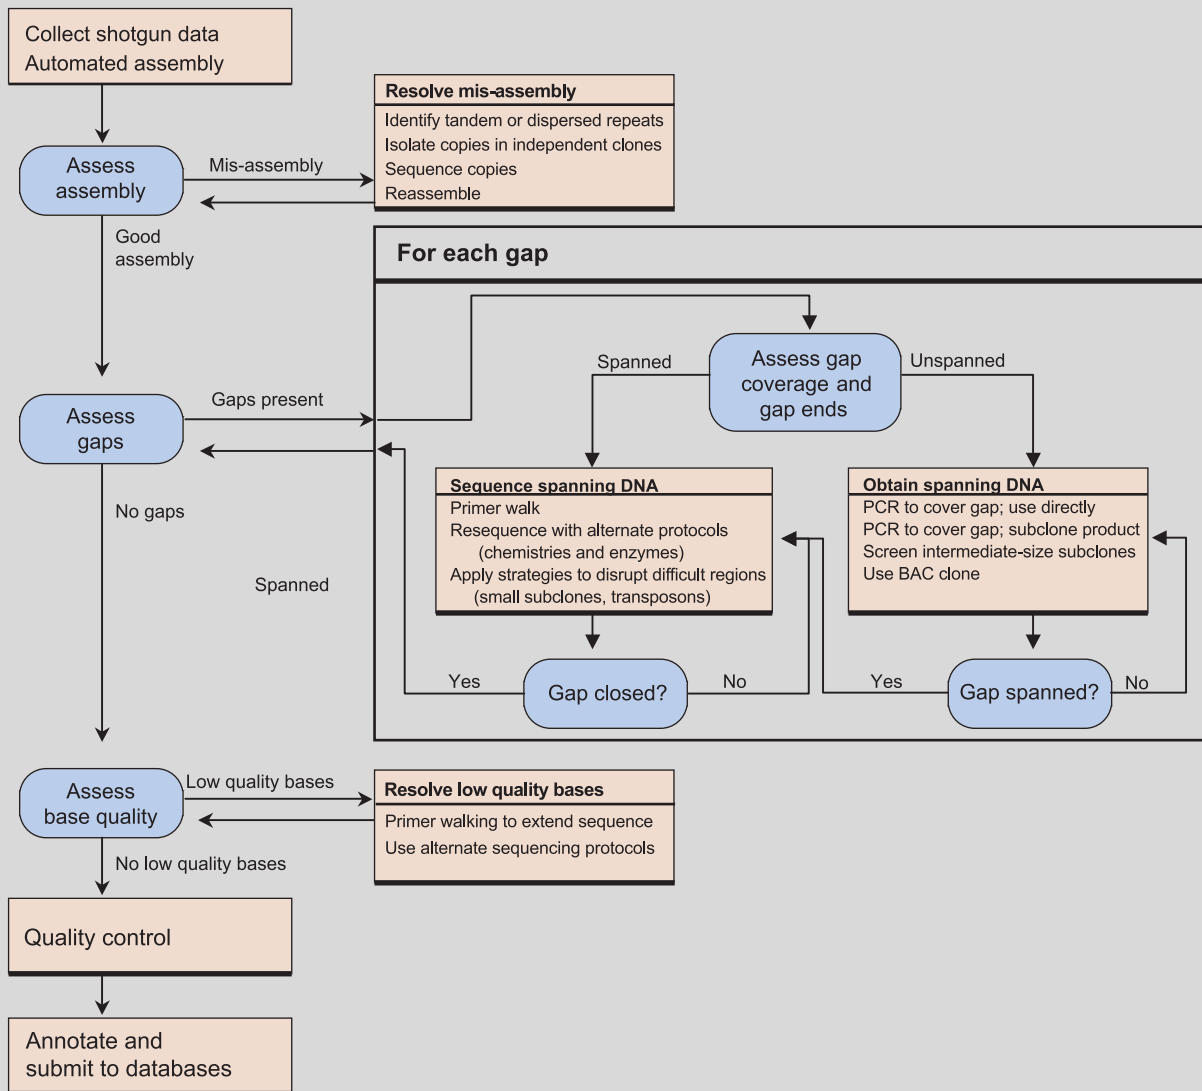 Collect shotgun data
Automated assembly
Resolve mis-assembly
Identify tandem or dispersed repeats
Isolate copies in independent clones
Sequence copies
Reassemble
Assess
assembly
Mis-assembly
Good
assembly
For each gap
Assess gap
coverage and
gap ends
Spanned
Unspanned
Assess
gaps
Gaps present
No gaps
Spanned
Sequence spanning DNA
Primer walk
Resequence with alternate protocols
(chemistries and enzymes)
Apply strategies to disrupt difficult regions
(small subclones, transposons)
Obtain spanning DNA
PCR to cover gap; use directly
PCR to cover gap; subclone product
Screen intermediate-size subclones
Use BAC clone
Yes
Gap closed?
No
Yes
Gap spanned?
No
Assess
base quality
Low quality bases
Resolve low quality bases
Primer walking to extend sequence
Use alternate sequencing protocols
No low quality bases
Quality control
Annotate and
submit to databases